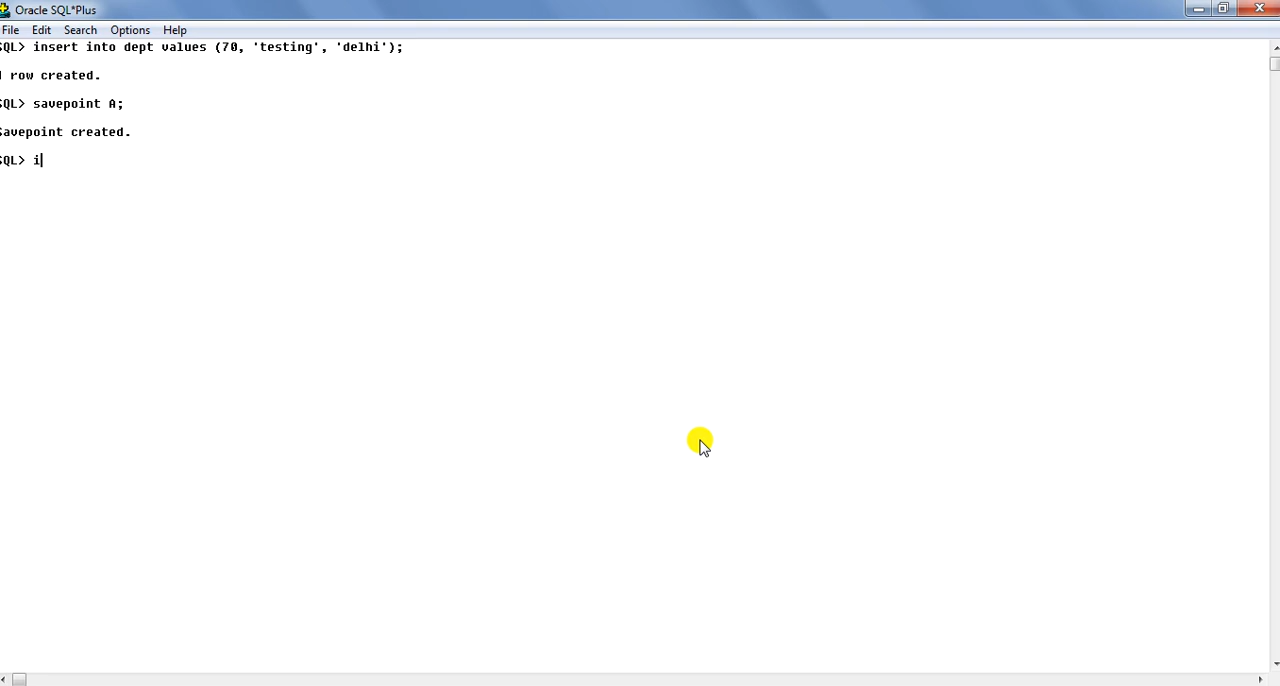 Oracle SQL*Plus
File Edit Search Options Help
SQL> insert into dept values (70, 'testing', 'delhi');
1 row created.
SQL> savepoint A;
Savepoint created.
SQL> i